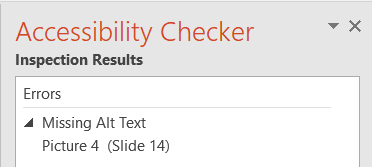 Accessibility Checker
Inspection Results
Errors
Missing Alt Text
Picture 4 (Slide 14)